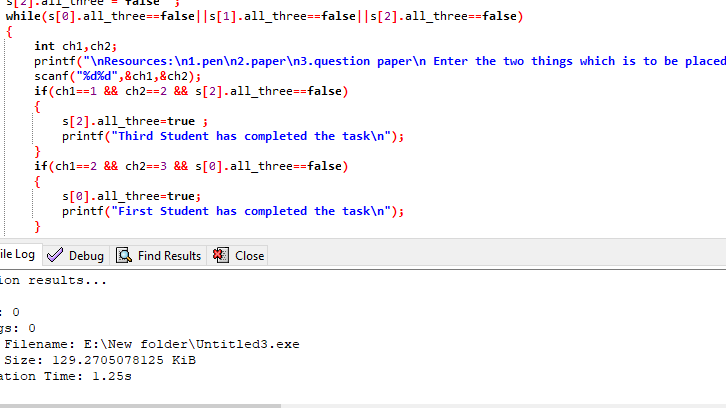 s[2].all_three = false ;
while(s[0].all_three==false||s[1].all_three==false||s[2].all_three==false)
{
int ch1,ch2;
printf("\nResources:\n1.pen\n2.paper\n3.question paper\n Enter the two things which is to be placed
scanf("%d%d",&ch1,&ch2);
if(ch1==1 && ch2==2 && s[2].all_three==false)
{
s[2].all_three=true ;
printf("Third Student has completed the task\n");
}
if(ch1==2 && ch2==3 && s[0].all_three==false)
{
s[0].all_three=true;
printf("First Student has completed the task\n");
}
ile Log Debug Find Results Close
ion results...
: 0
gs: 0
Filename: E:\New folder\Untitled3.exe
Size: 129.2705078125 KiB
ation Time: 1.25s